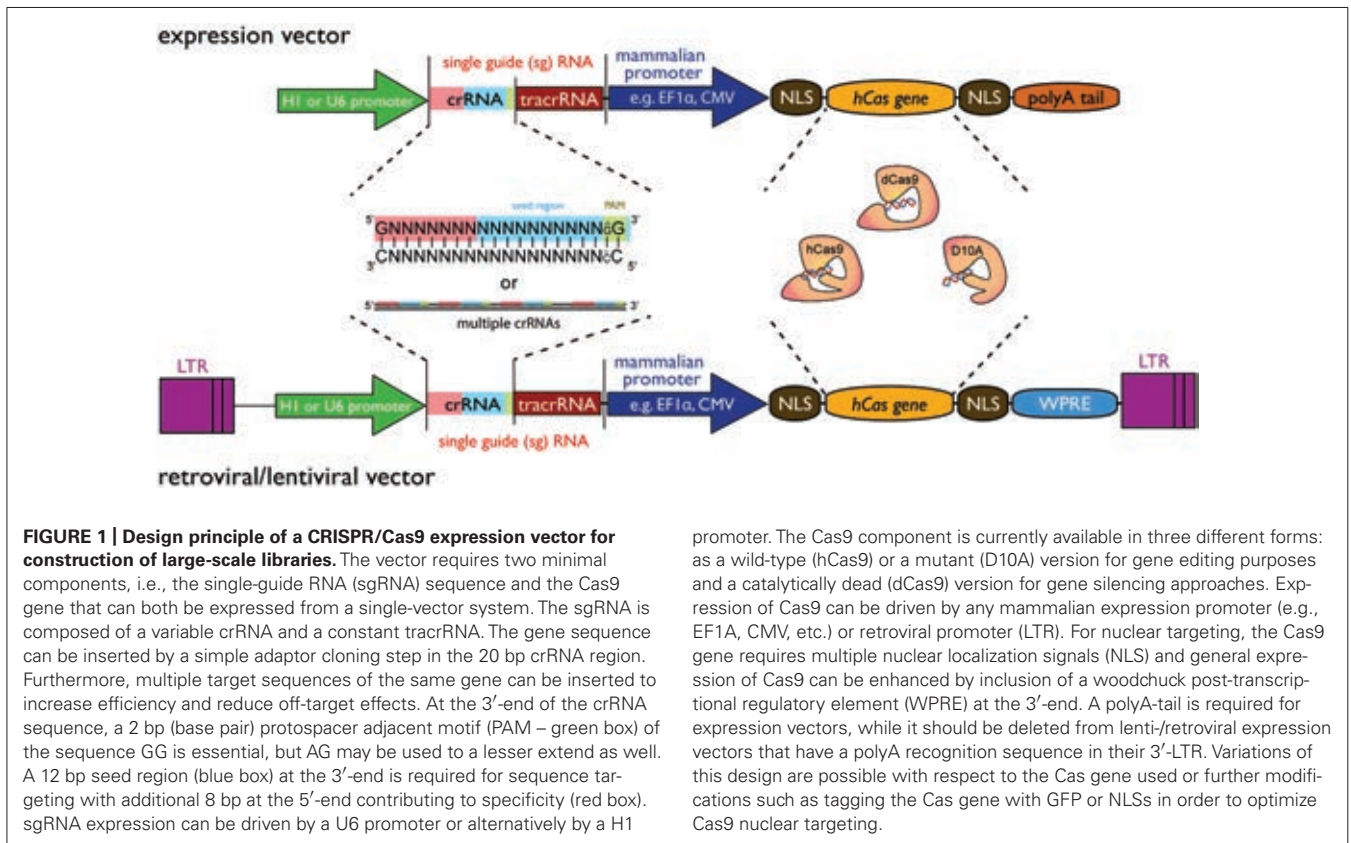 expression vector
single guide (sg) RNA
mammalian
promoter
H1 or U6 promoter
crRNA
tracrRNA
e.g. EF1α, CMV
NLS
hCas gene
NLS
polyA tail
seed region
PAM
5′
3′
3′
5′
or
5′
3′
multiple crRNAs
dCas9
hCas9
D10A
LTR
mammalian
promoter
LTR
H1 or U6 promoter
crRNA
tracrRNA
e.g. EF1α, CMV
NLS
hCas gene
NLS
WPRE
single guide (sg) RNA
retroviral/lentiviral vector
FIGURE 1 | Design principle of a CRISPR/Cas9 expression vector for
construction of large-scale libraries. The vector requires two minimal
components, i.e., the single-guide RNA (sgRNA) sequence and the Cas9
gene that can both be expressed from a single-vector system. The sgRNA is
composed of a variable crRNA and a constant tracrRNA. The gene sequence
can be inserted by a simple adaptor cloning step in the 20 bp crRNA region.
Furthermore, multiple target sequences of the same gene can be inserted to
increase efficiency and reduce off-target effects. At the 3′-end of the crRNA
sequence, a 2 bp (base pair) protospacer adjacent motif (PAM – green box) of
the sequence GG is essential, but AG may be used to a lesser extend as well.
A 12 bp seed region (blue box) at the 3′-end is required for sequence tar-
geting with additional 8 bp at the 5′-end contributing to specificity (red box).
sgRNA expression can be driven by a U6 promoter or alternatively by a H1
promoter. The Cas9 component is currently available in three different forms:
as a wild-type (hCas9) or a mutant (D10A) version for gene editing purposes
and a catalytically dead (dCas9) version for gene silencing approaches. Exp-
ression of Cas9 can be driven by any mammalian expression promoter (e.g.,
EF1A, CMV, etc.) or retroviral promoter (LTR). For nuclear targeting, the Cas9
gene requires multiple nuclear localization signals (NLS) and general expre-
ssion of Cas9 can be enhanced by inclusion of a woodchuck post-transcrip-
tional regulatory element (WPRE) at the 3′-end. A polyA-tail is required for
expression vectors, while it should be deleted from lenti-/retroviral expression
vectors that have a polyA recognition sequence in their 3′-LTR. Variations of
this design are possible with respect to the Cas gene used or further modifi-
cations such as tagging the Cas gene with GFP or NLSs in order to optimize
Cas9 nuclear targeting.